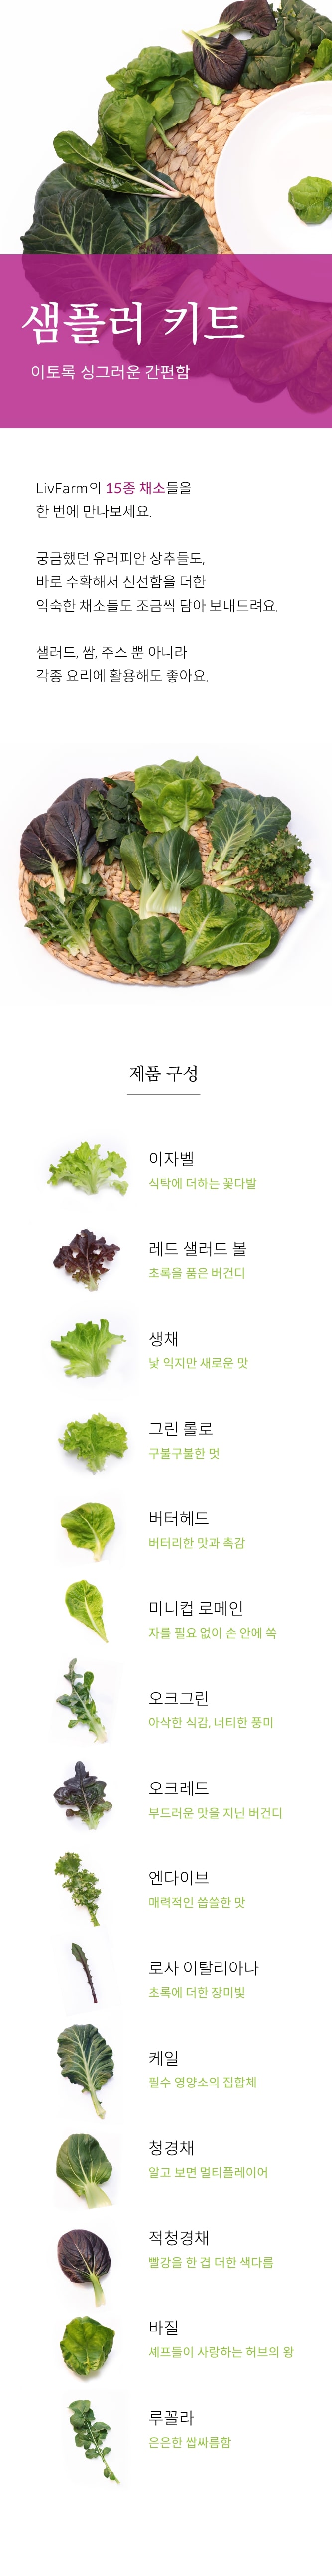 샘플러 키트
이토록 싱그러운 간편함
LivFarm의 15종 채소들을
한 번에 만나보세요.
궁금했던 유러피안 상추들도,
바로 수확해서 신선함을 더한
익숙한 채소들도 조금씩 담아 보내드려요.
샐러드, 쌈, 주스 뿐 아니라
각종 요리에 활용해도 좋아요.
제품 구성
이자벨
식탁에 더하는 꽃다발
레드 샐러드 볼
초록을 품은 버건디
생채
낯 익지만 새로운 맛
그린 롤로
구불구불한 멋
버터헤드
버터리한 맛과 촉감
미니컵 로메인
자를 필요 없이 손 안에 쏙
오크그린
아삭한 식감, 너티한 풍미
오크레드
부드러운 맛을 지닌 버건디
엔다이브
매력적인 씁쓸한 맛
로사 이탈리아나
초록에 더한 장미빛
케일
필수 영양소의 집합체
청경채
알고 보면 멀티플레이어
적청경채
빨강을 한 겹 더한 색다름
바질
셰프들이 사랑하는 허브의 왕
루꼴라
은은한 쌉싸름함